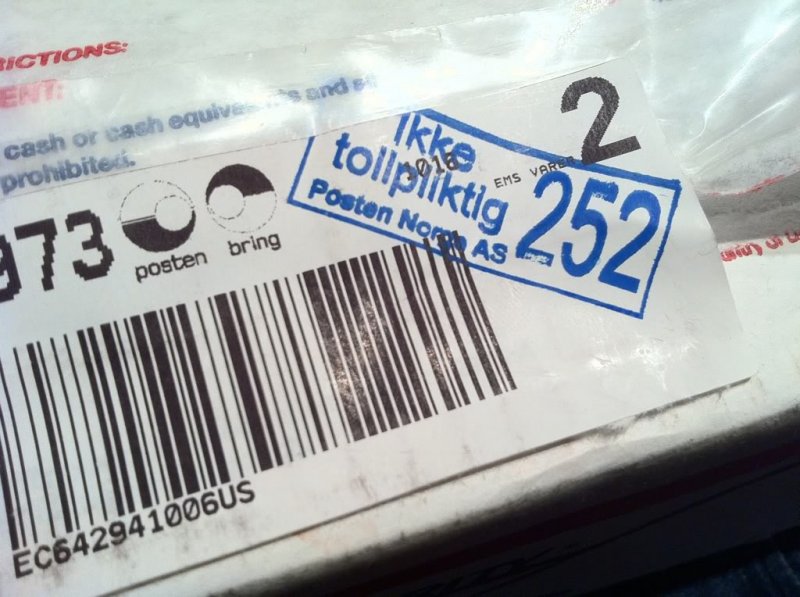 RICTIONS:
ENT:
cash or cash equivalents and
prohibited.
2
EMS VARER
1016
Ikke
tollpliktig
Posten Norge AS
252
973
posten
bring
EC642941006US